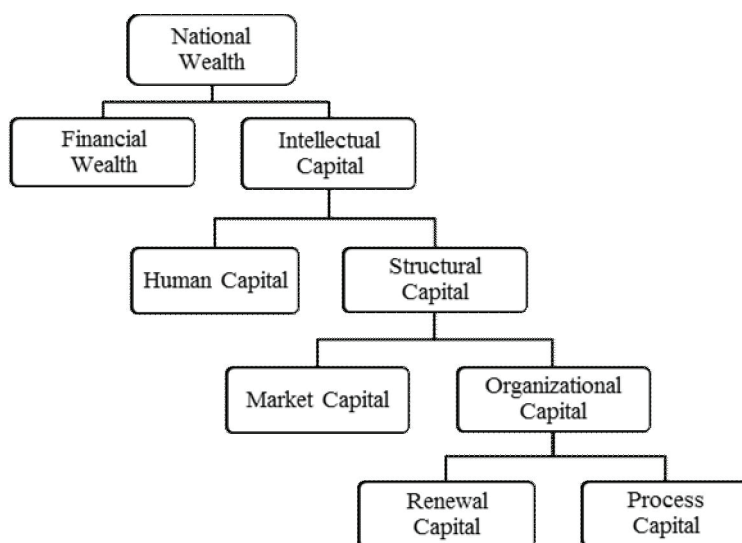 National
Wealth
Financial
Wealth
Intellectual
Capital
Human Capital
Structural
Capital
Market Capital
Organizational
Capital
Renewal
Capital
Process
Capital